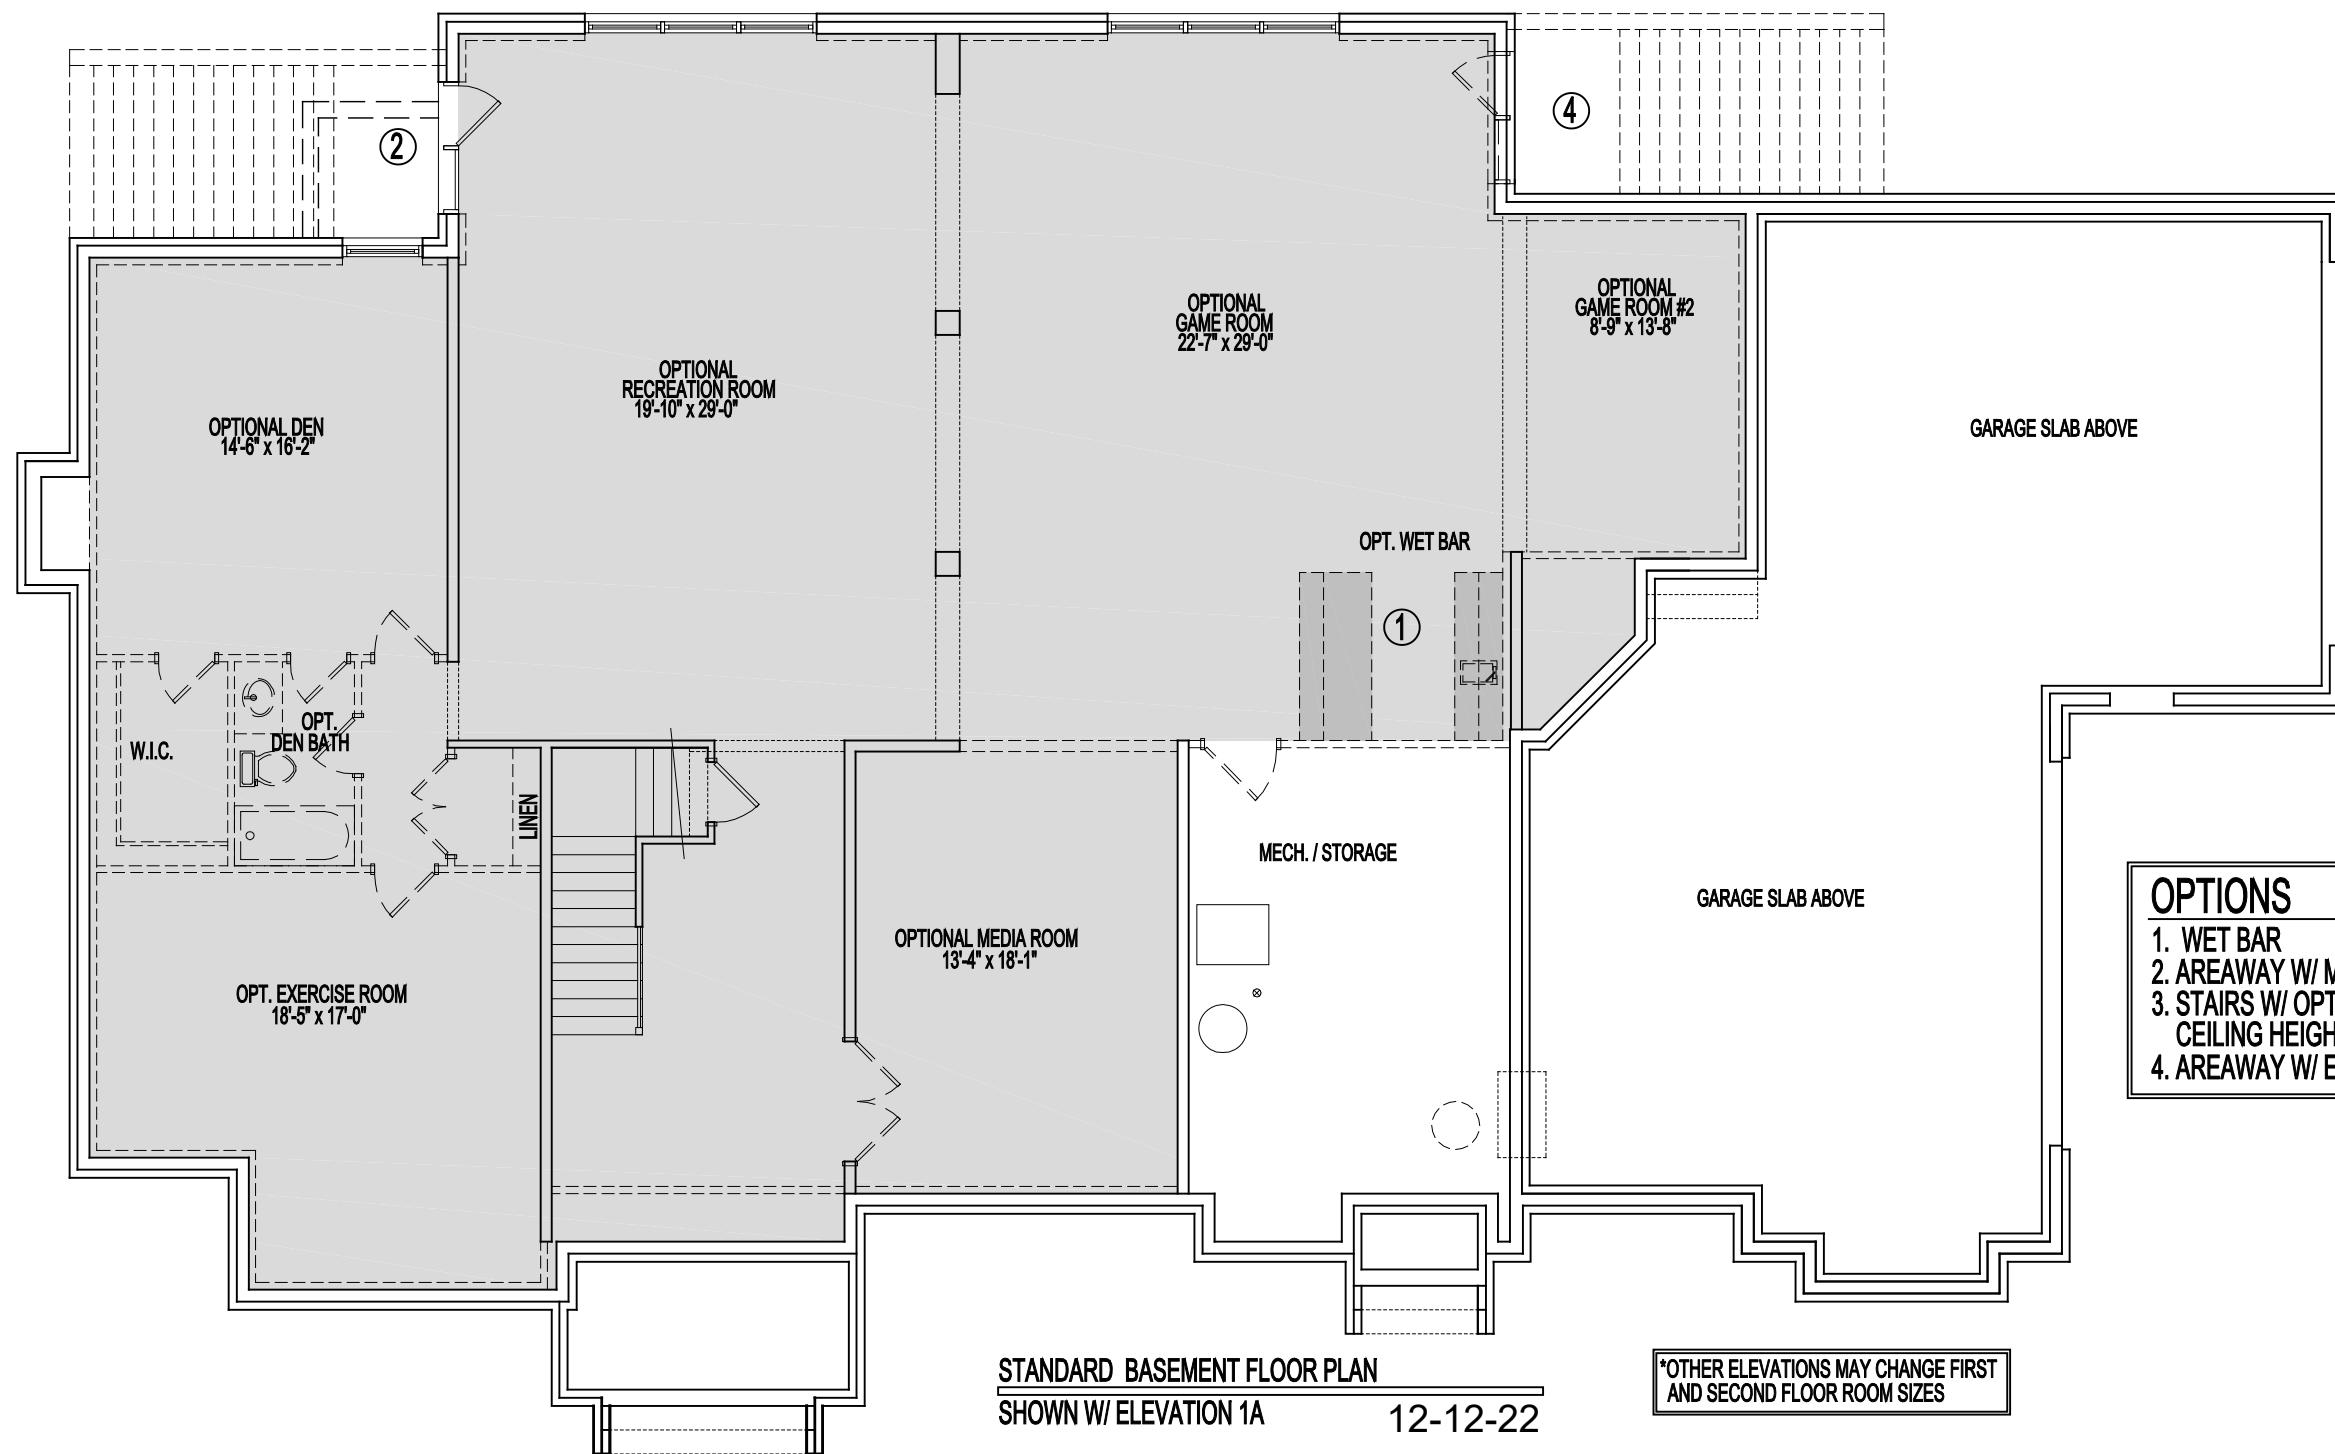 2
4
OPTIONAL
GAME ROOM
22'-7" x 29'-0"
OPTIONAL
GAME ROOM #2
8'-9" x 13'-8"
OPTIONAL
RECREATION ROOM
19'-10" x 29'-0"
OPTIONAL DEN
14'-6" x 16'-2"
GARAGE SLAB ABOVE
OPT. WET BAR
1
OPT.
DEN BATH
W.I.C.
LINEN
MECH. / STORAGE
GARAGE SLAB ABOVE
OPTIONAL MEDIA ROOM
13'-4" x 18'-1"
OPT. EXERCISE ROOM
18'-5" x 17'-0"
OPTIONS
1. WET BAR
2. AREAWAY W/
3. STAIRS W/ OPT
CEILING HEIGH
4. AREAWAY W/
STANDARD BASEMENT FLOOR PLAN
SHOWN W/ ELEVATION 1A
12-12-22
*OTHER ELEVATIONS MAY CHANGE FIRST
AND SECOND FLOOR ROOM SIZES